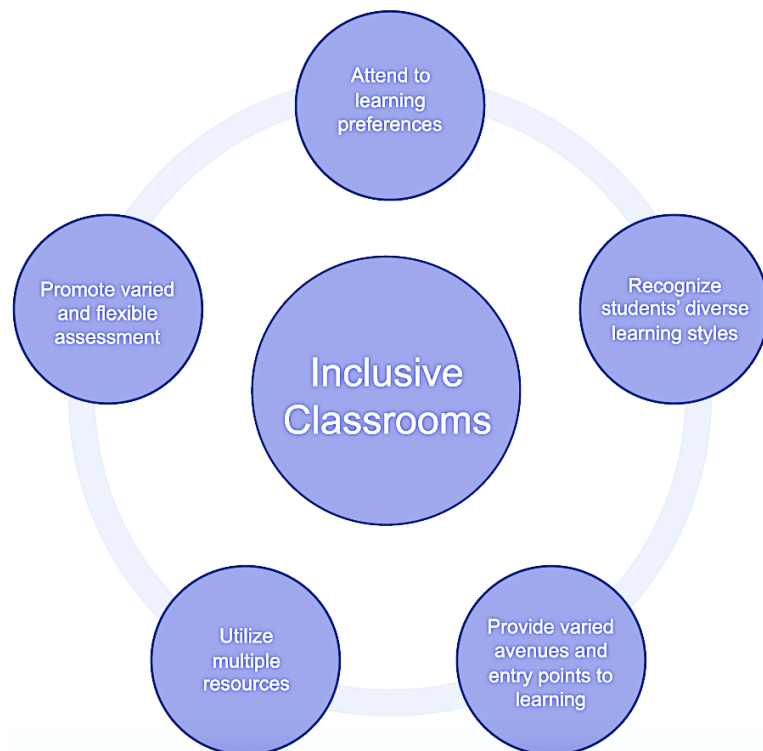 Attend to
learning
preferences
Recognize
students’ diverse
learning styles
Provide varied
avenues and
entry points to
learning
Utilize
multiple
resources
Promote varied
and flexible
assessment
Inclusive
Classrooms